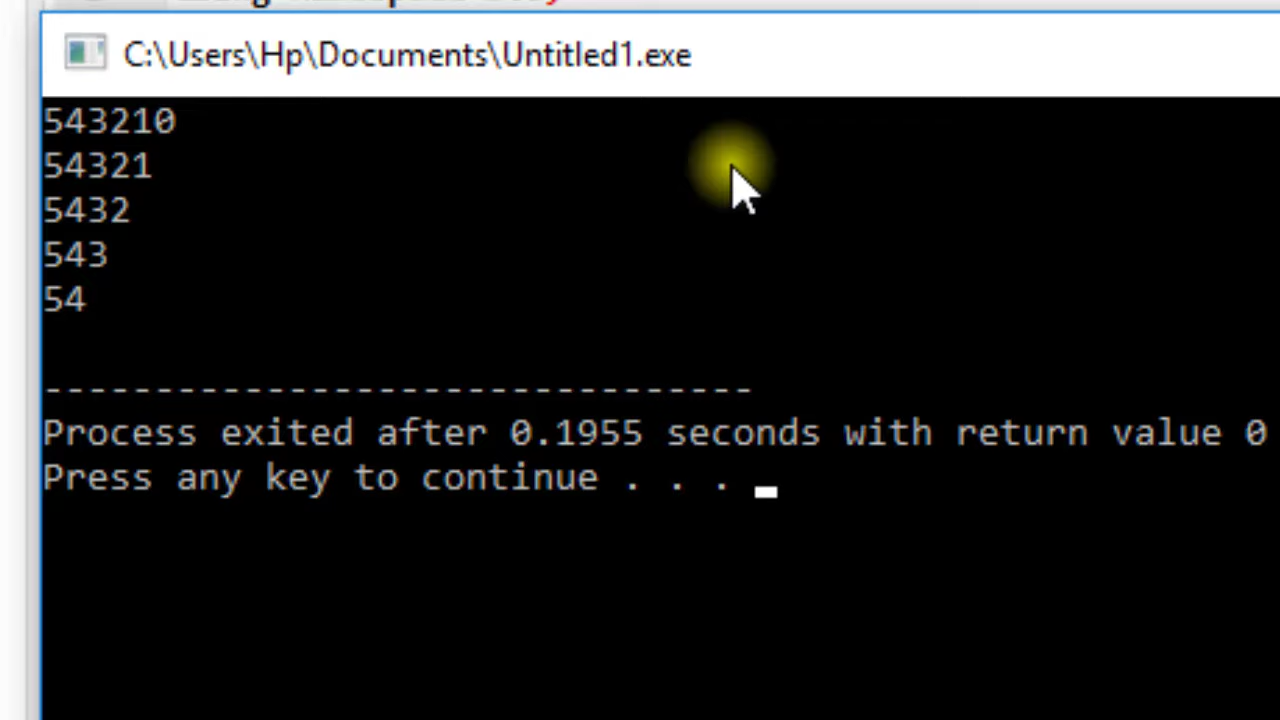 C:\Users\Hp\Documents\Untitled1.exe
543210
54321
5432
543
54
--------------------------------
Process exited after 0.1955 seconds with return value 0
Press any key to continue . . .